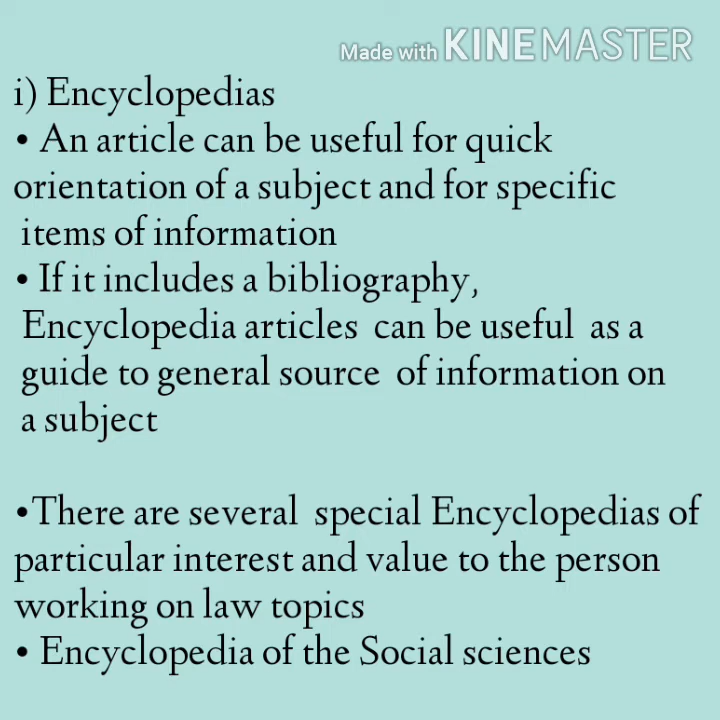 Made with KINEMASTER
i) Encyclopedias
• An article can be useful for quick
orientation of a subject and for specific
items of information
• If it includes a bibliography,
Encyclopedia articles can be useful as a
guide to general source of information on
a subject
•There are several special Encyclopedias of
particular interest and value to the person
working on law topics
• Encyclopedia of the Social sciences